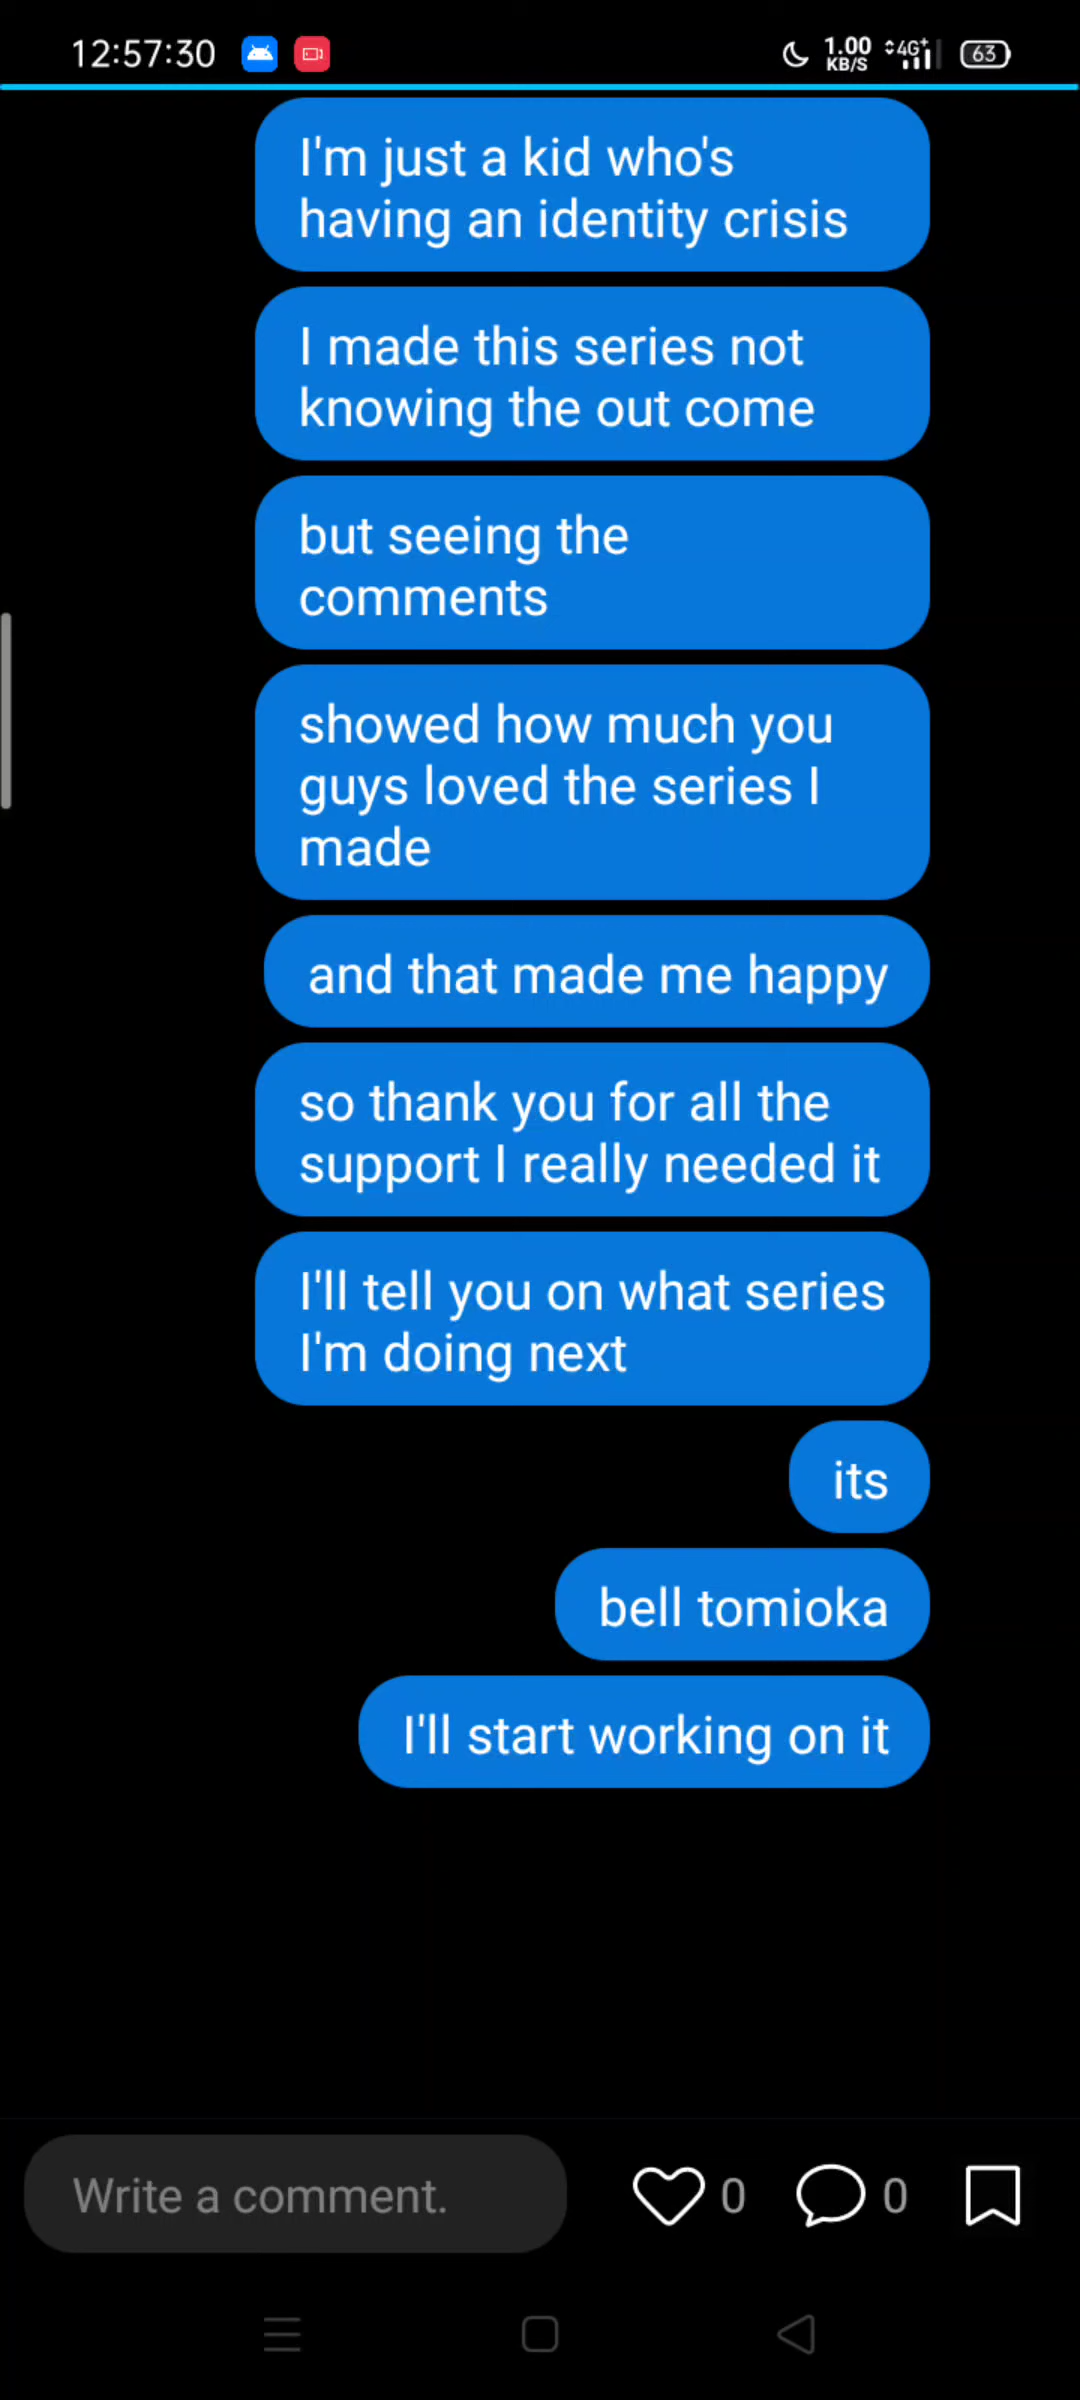 12:57:30
1.00
KB/S
4G+
63
I'm just a kid who's
having an identity crisis
I made this series not
knowing the out come
but seeing the
comments
showed how much you
guys loved the series I
made
and that made me happy
so thank you for all the
support I really needed it
I'll tell you on what series
I'm doing next
its
bell tomioka
I'll start working on it
Write a comment.
0
0